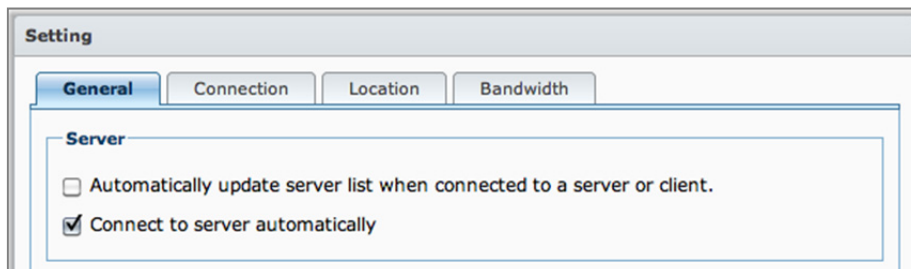 Setting
General Connection Location Bandwidth
Server
Automatically update server list when connected to a server or client.
Connect to server automatically